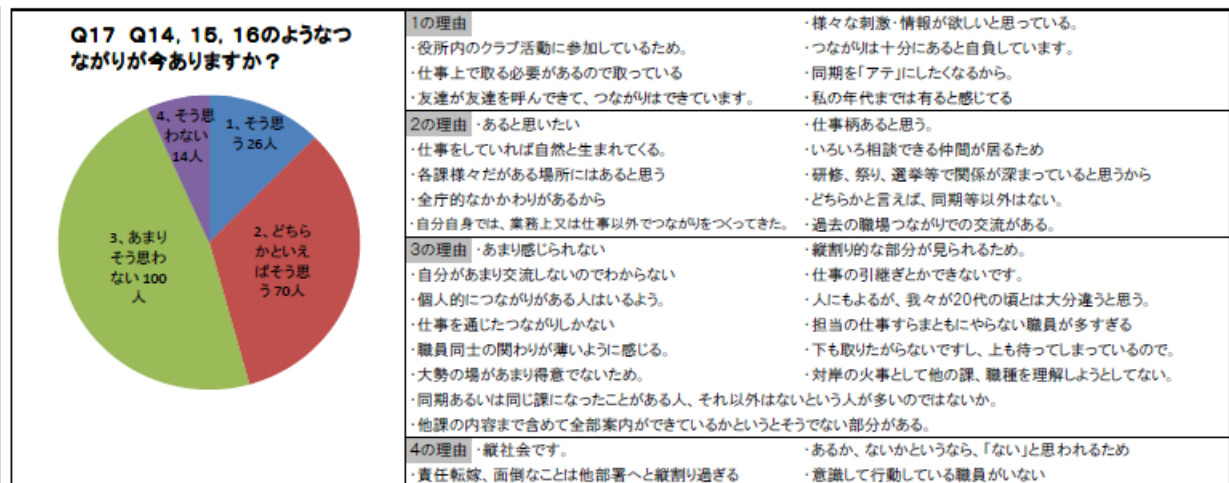 Q17 Q14, 15, 16のようなつ
ながりが今ありますか？
4、そう思
わない
14人
1、そう思
う 26人
2、どちら
かといえ
ばそう思
う 70人
3、あまり
そう思わ
ない 100
人
1の理由 ・様々な刺激・情報が欲しいと思っている。
・役所内のクラブ活動に参加しているため。 ・つながりは十分にあると自負しています。
・仕事上で取る必要があるので取っている ・同期を「アテ」にしたくなるから。
・友達が友達を呼んできて、つながりはできています。 ・私の年代までは有ると感じてる
2の理由 ・あると思いたい ・仕事柄あると思う。
・仕事をしていれば自然と生まれてくる。 ・いろいろ相談できる仲間が居るため
・各課様々だがある場所にはあると思う ・研修、祭り、選挙等で関係が深まっていると思うから
・全庁的なかかわりがあるから ・どちらかと言えば、同期等以外はない。
・自分自身では、業務上又は仕事以外でつながりをつくってきた。 ・過去の職場つながりでの交流がある。
3の理由 ・あまり感じられない ・縦割り的な部分が見られるため。
・自分があまり交流しないのでわからない ・仕事の引継ぎとかできないです。
・個人的につながりがある人はいるよう。 ・人にもよるが、我々が20代の頃とは大分違うと思う。
・仕事を通じたつながりしかない ・担当の仕事すらまともにやらない職員が多すぎる
・職員同士の関わりが薄いように感じる。 ・下も取りたがらないですし、上も待ってしまっているので。
・大勢の場があまり得意でないため。 ・対岸の火事として他の課、職種を理解しようとしてない。
・同期あるいは同じ課になったことがある人、それ以外はないという人が多いのではないか。
・他課の内容まで含めて全部案内ができているかというとそうでない部分がある。
4の理由 ・縦社会です。 ・あるか、ないかというなら、「ない」と思われるため
・責任転嫁、面倒なことは他部署へと縦割り過ぎる ・意識して行動している職員がいない